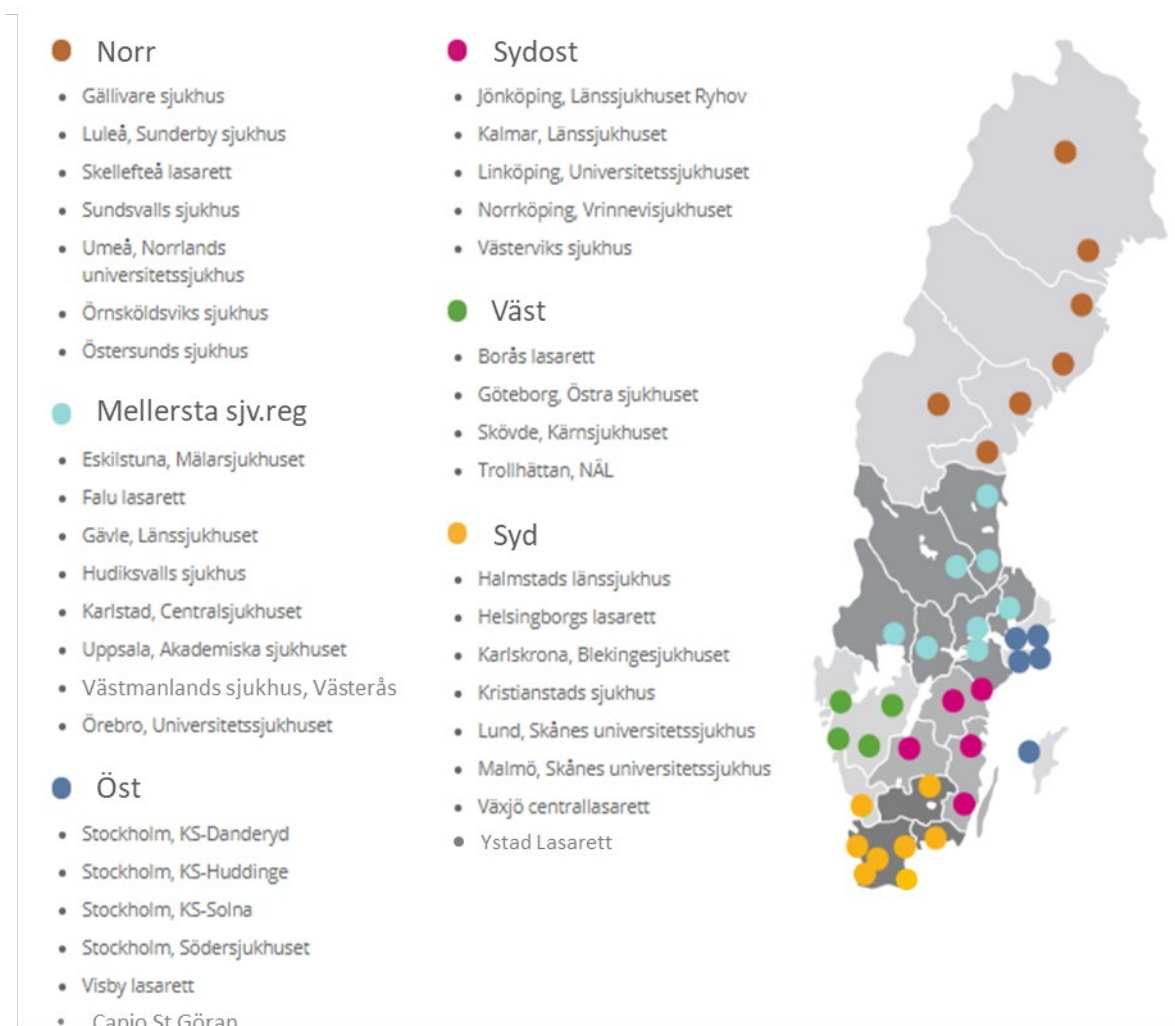 Norr
Gällivare sjukhus
Luleå, Sunderby sjukhus
Skellefteå lasarett
Sundsvalls sjukhus
Umeå, Norrlands
universitetssjukhus
Örnsköldsviks sjukhus
Östersunds sjukhus
Mellersta sjv.reg
Eskilstuna, Mälarsjukhuset
Falu lasarett
Gävle, Länssjukhuset
Hudiksvalls sjukhus
Karlstad, Centralsjukhuset
Uppsala, Akademiska sjukhuset
Västmanlands sjukhus, Västerås
Örebro, Universitetssjukhuset
Öst
Stockholm, KS-Danderyd
Stockholm, KS-Huddinge
Stockholm, KS-Solna
Stockholm, Södersjukhuset
Visby lasarett
Capio St Göran
Sydost
Jönköping, Länssjukhuset Ryhov
Kalmar, Länssjukhuset
Linköping, Universitetssjukhuset
Norrköping, Vrinnevisjukhuset
Västerviks sjukhus
Väst
Borås lasarett
Göteborg, Östra sjukhuset
Skövde, Kärnsjukhuset
Trollhättan, NÄL
Syd
Halmstads länssjukhus
Helsingborgs lasarett
Karlskrona, Blekingesjukhuset
Kristianstads sjukhus
Lund, Skånes universitetssjukhus
Malmö, Skånes universitetssjukhus
Växjö centrallasarett
Ystad Lasarett